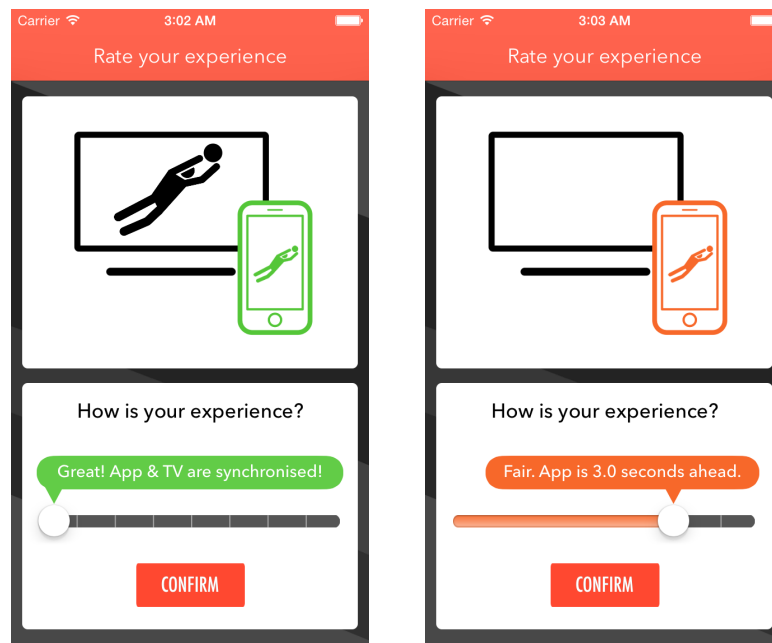 Carrier 3:02 AM
Rate your experience
How is your experience?
Great! App & TV are synchronised!
CONFIRM
Carrier 3:03 AM
Rate your experience
How is your experience?
Fair. App is 3.0 seconds ahead.
CONFIRM